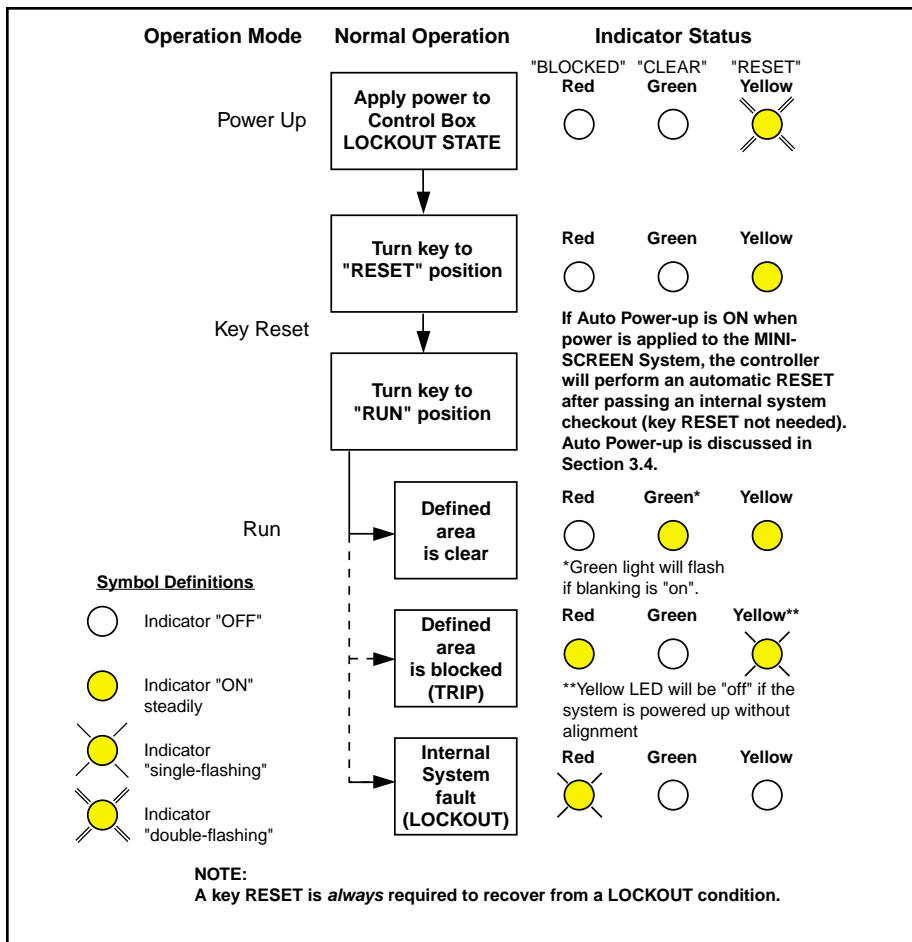 Operation Mode Normal Operation Indicator Status
"BLOCKED" "CLEAR" "RESET"
Red Green Yellow
Power Up
Apply power to
Control Box
LOCKOUT STATE
Turn key to
"RESET" position
Red Green Yellow
Key Reset
If Auto Power-up is ON when
power is applied to the MINI-
SCREEN System, the controller
will perform an automatic RESET
after passing an internal system
checkout (key RESET not needed).
Auto Power-up is discussed in
Section 3.4.
Turn key to
"RUN" position
Run
Defined
area
is clear
Red Green* Yellow
*Green light will flash
if blanking is "on".
Defined
area
is blocked
(TRIP)
Red Green Yellow**
**Yellow LED will be "off" if the
system is powered up without
alignment
Internal
System
fault
(LOCKOUT)
Red Green Yellow
Symbol Definitions
Indicator "OFF"
Indicator "ON"
steadily
Indicator
"single-flashing"
Indicator
"double-flashing"
NOTE:
A key RESET is always required to recover from a LOCKOUT condition.